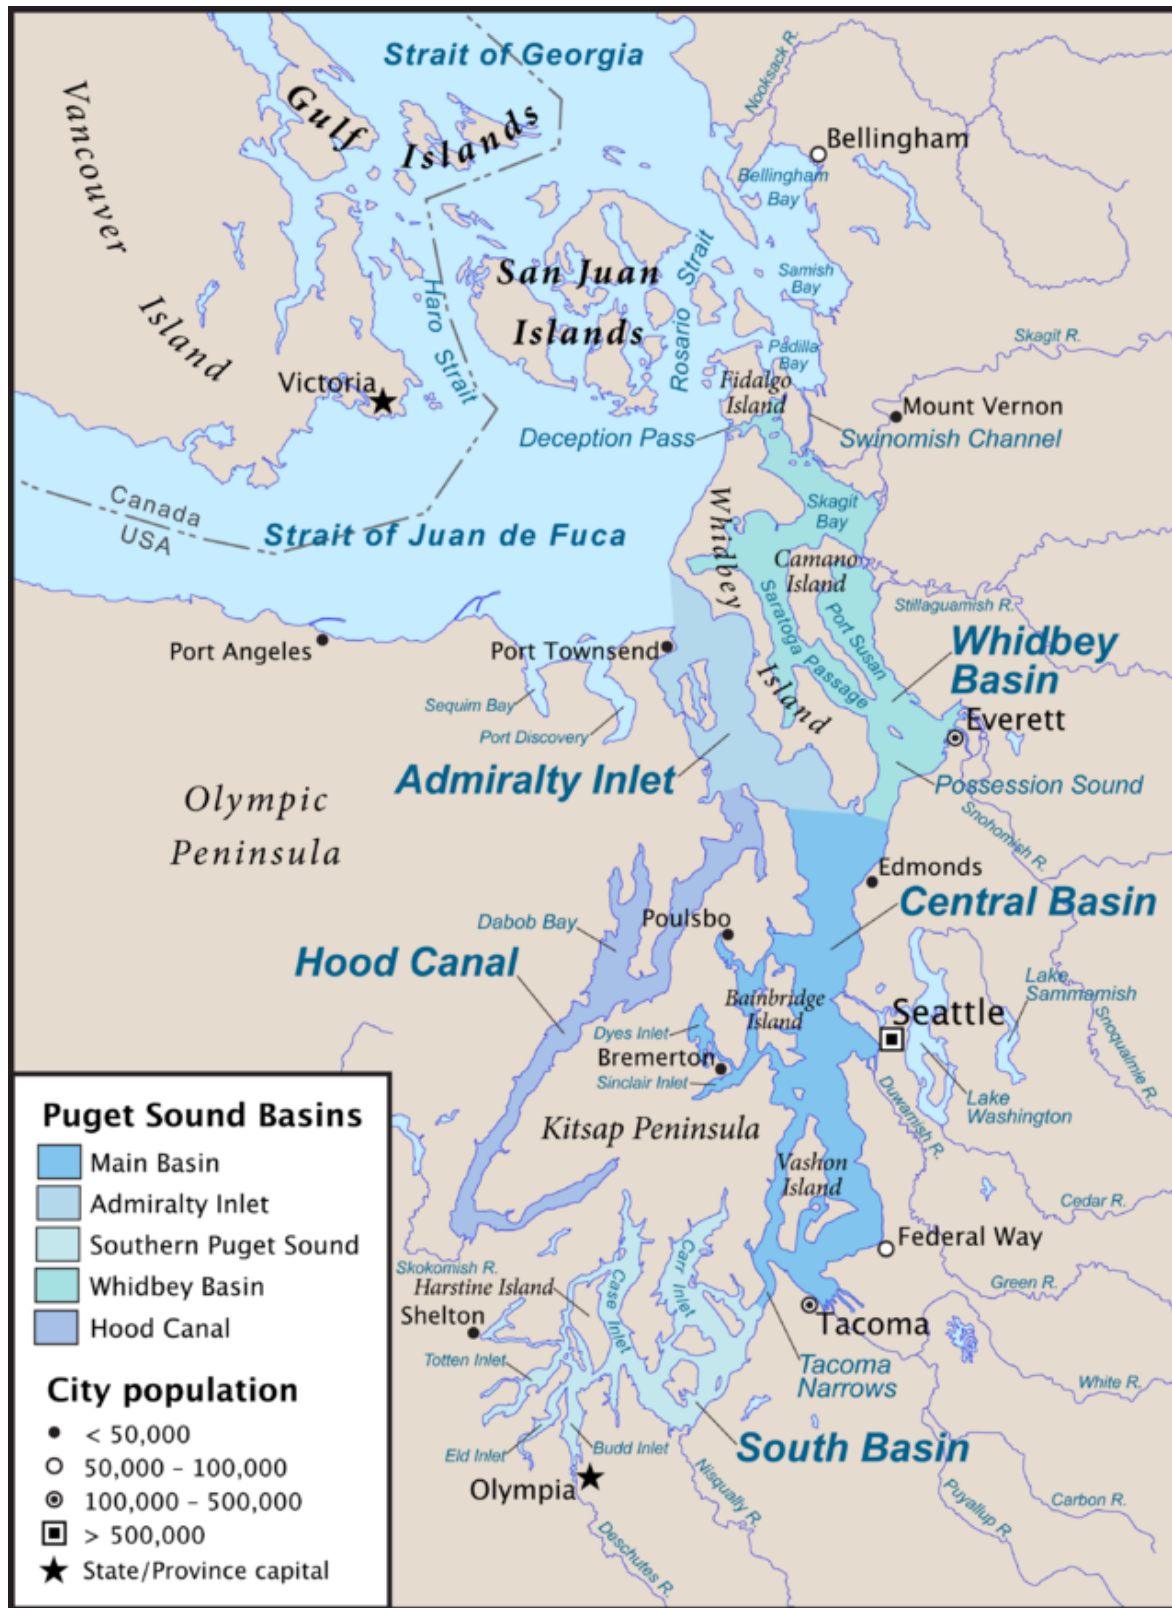 Strait of Georgia
Nooksack R.
Vancouver
Island
Gulf
Islands
Bellingham
Bellingham
Bay
San Juan
Islands
Haro Strait
Rosario Strait
Samish
Bay
Padilla
Bay
Skagit R.
Victoria
Fidalgo
Island
Mount Vernon
Deception Pass
Swinomish Channel
Canada
USA
Strait of Juan de Fuca
Skagit
Bay
Whidbey
Island
Camano
Island
Saratoga Passage
Port Susan
Stillaguamish R.
Whidbey
Basin
Port Angeles
Port Townsend
Sequim Bay
Port Discovery
Everett
Admiralty Inlet
Possession Sound
Snohomish R.
Olympic
Peninsula
Edmonds
Central Basin
Poulsbo
Dabob Bay
Hood Canal
Lake
Sammamish
Bainbridge
Island
Seattle
Dyes Inlet
Bremerton
Sinclair Inlet
Snoqualmie R.
Duwamish R.
Lake
Washington
Kitsap Peninsula
Vashon
Island
Cedar R.
Federal Way
Skokomish R.
Harstine Island
Case Inlet
Carr Inlet
Green R.
Shelton
Tacoma
Totten Inlet
Tacoma
Narrows
White R.
Eld Inlet
Budd Inlet
South Basin
Olympia
Nisqually R.
Puyallup R.
Carbon R.
Deschutes R.
Puget Sound Basins
Main Basin
Admiralty Inlet
Southern Puget Sound
Whidbey Basin
Hood Canal
City population
< 50,000
50,000 – 100,000
100,000 – 500,000
> 500,000
State/Province capital